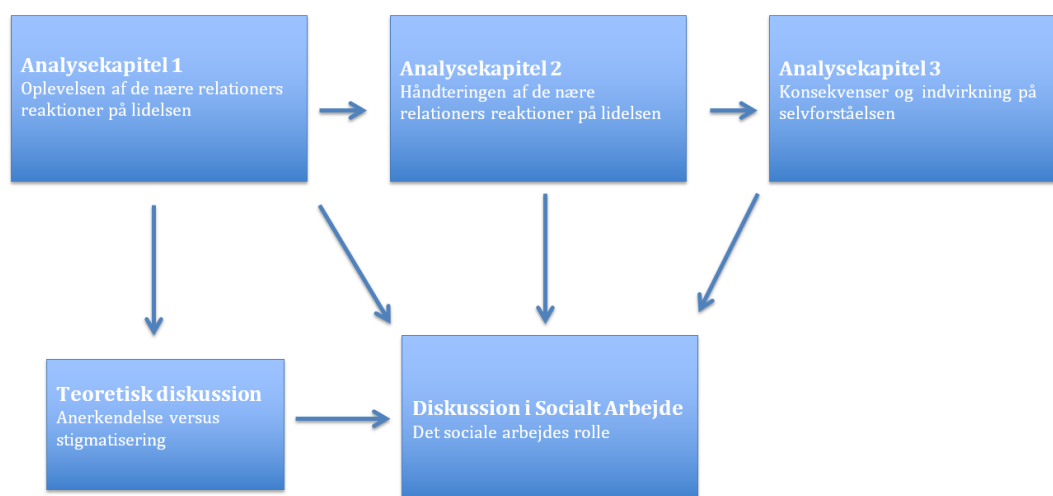 Analysekapitel 1
Oplevelsen af de nære relationers
reaktioner på lidelsen
Analysekapitel 2
Håndteringen af de nære
relationers reaktioner på lidelsen
Analysekapitel 3
Konsekvenser og indvirkning på
selvforståelsen
Teoretisk diskussion
Anerkendelse versus
stigmatisering
Diskussion i Socialt Arbejde
Det sociale arbejdes rolle